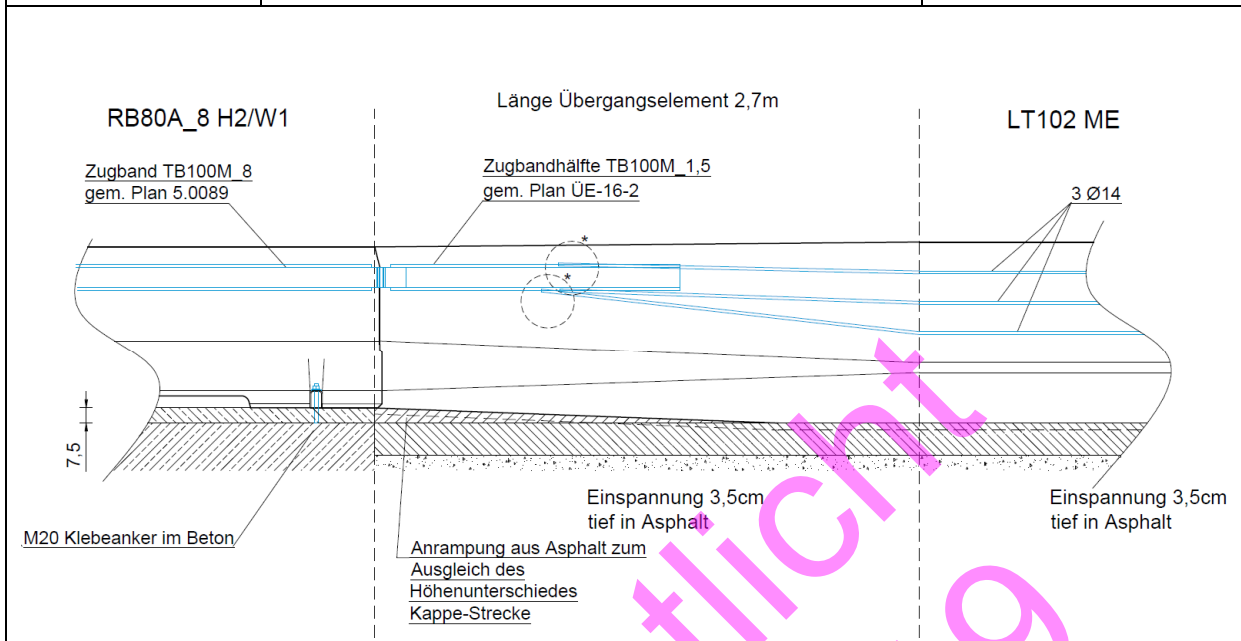 Länge Übergangselement 2,7m
RB80A_8 H2/W1
LT102 ME
Zugband TB100M_8
gem. Plan 5.0089
Zugbandhälfte TB100M_1,5
gem. Plan ÜE-16-2
3 Ø14
*
*
7,5
Einspannung 3,5cm
tief in Asphalt
Einspannung 3,5cm
tief in Asphalt
M20 Klebeanker im Beton
Anrampung aus Asphalt zum
Ausgleich des
Höhenunterschiedes
Kappe-Strecke
tlicht